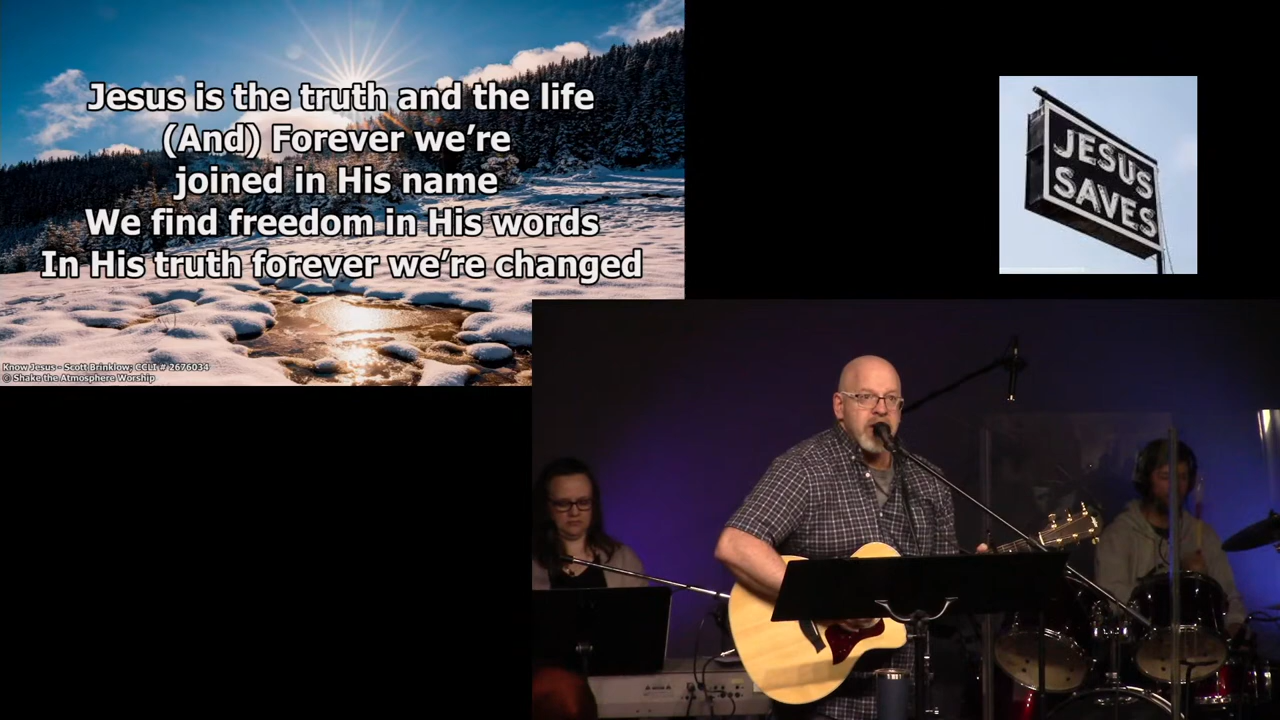 Jesus is the truth and the life
(And) Forever we're
joined in His name
We find freedom in His words
In His truth forever we're changed
Know Jesus - Scott Brinklow; CCLI # 2676034
© Shake the Atmosphere Worship
JESUS
SAVES